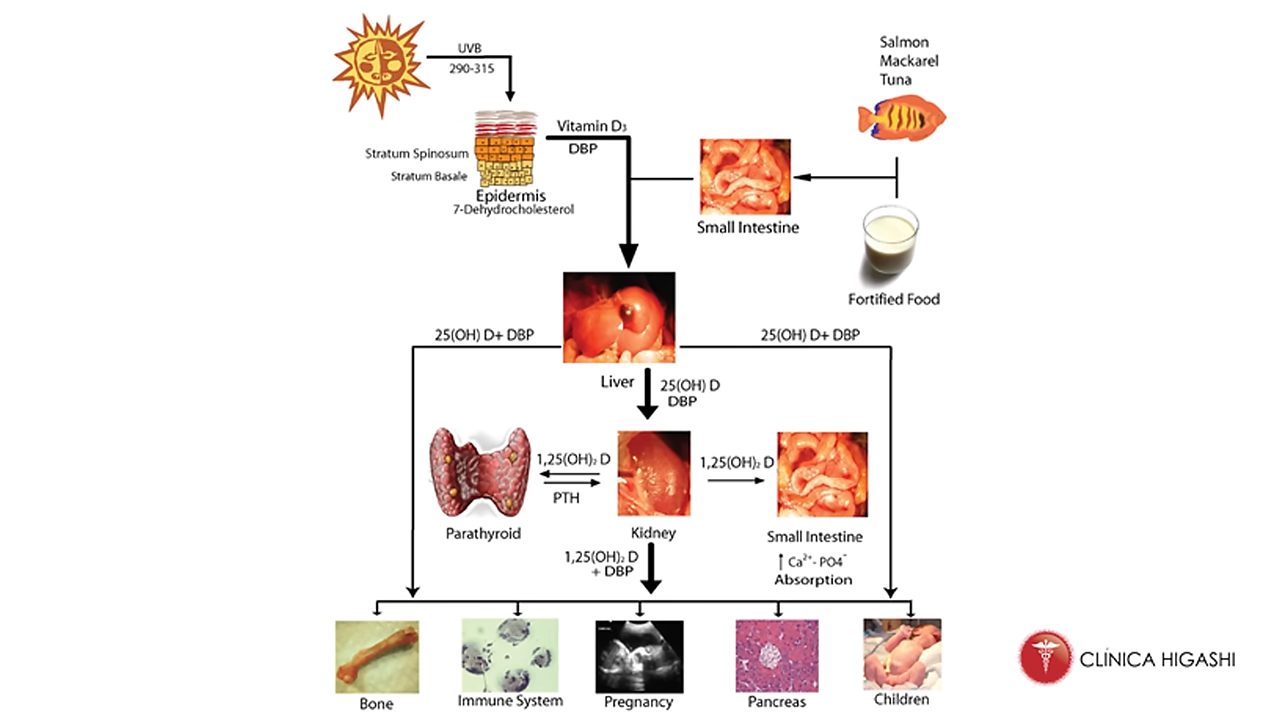 UVB
290-315
Salmon
Mackarel
Tuna
Vitamin D₃
DBP
Stratum Spinosum
Stratum Basale
Epidermis
7-Dehydrocholesterol
Small Intestine
Fortified Food
25(OH) D+ DBP
25(OH) D+ DBP
Liver
25(OH) D
DBP
1,25(OH)₂ D
PTH
1,25(OH)₂ D
Parathyroid
Kidney
Small Intestine
↑ Ca²⁺- PO4⁻
Absorption
1,25(OH)₂ D
+ DBP
Bone
Immune System
Pregnancy
Pancreas
Children
CLÍNICA HIGASHI